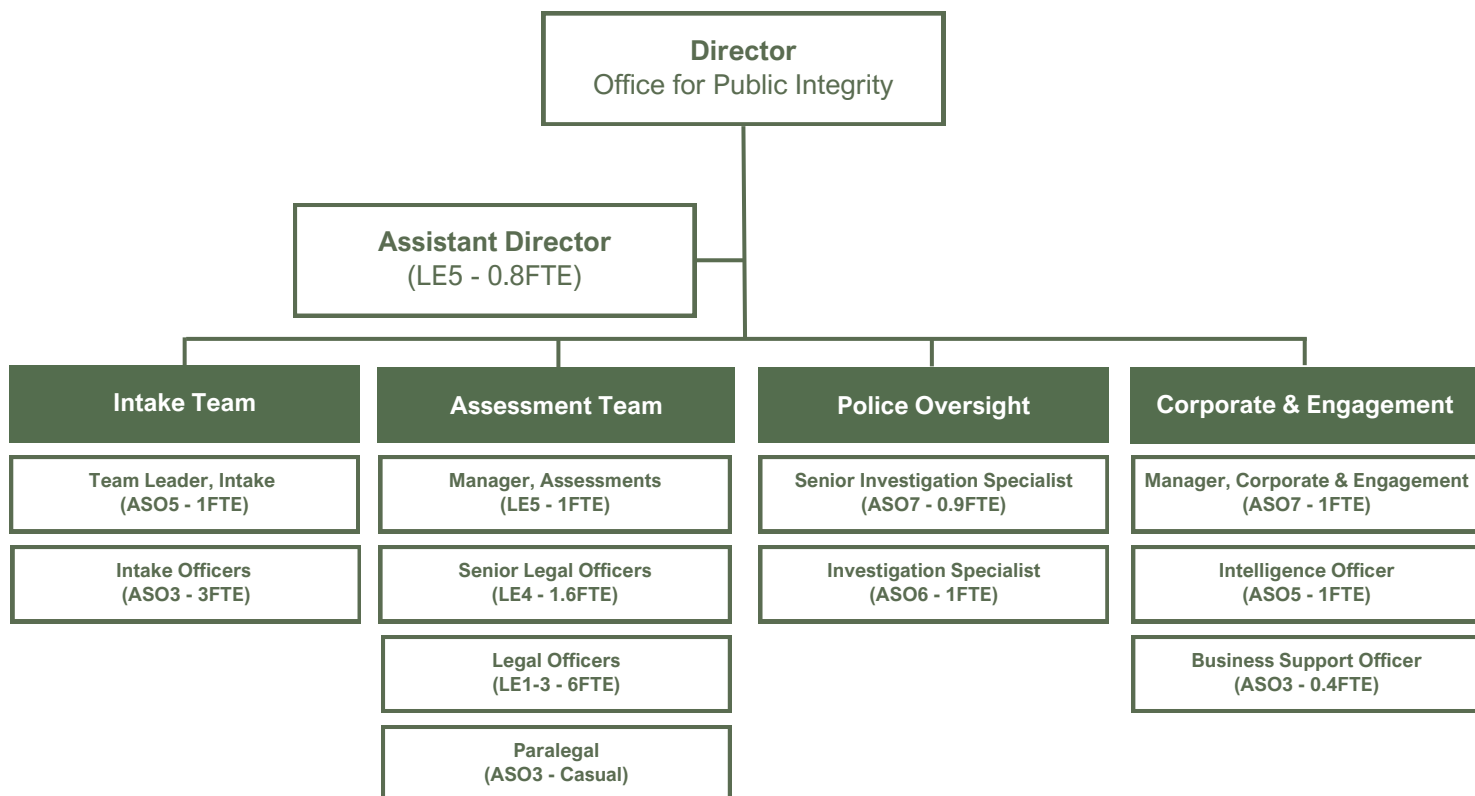 Director
Office for Public Integrity
Assistant Director
(LE5 - 0.8FTE)
Intake Team
Team Leader, Intake
(ASO5 - 1FTE)
Intake Officers
(ASO3 - 3FTE)
Assessment Team
Manager, Assessments
(LE5 - 1FTE)
Senior Legal Officers
(LE4 - 1.6FTE)
Legal Officers
(LE1-3 - 6FTE)
Paralegal
(ASO3 - Casual)
Police Oversight
Senior Investigation Specialist
(ASO7 - 0.9FTE)
Investigation Specialist
(ASO6 - 1FTE)
Corporate & Engagement
Manager, Corporate & Engagement
(ASO7 - 1FTE)
Intelligence Officer
(ASO5 - 1FTE)
Business Support Officer
(ASO3 - 0.4FTE)